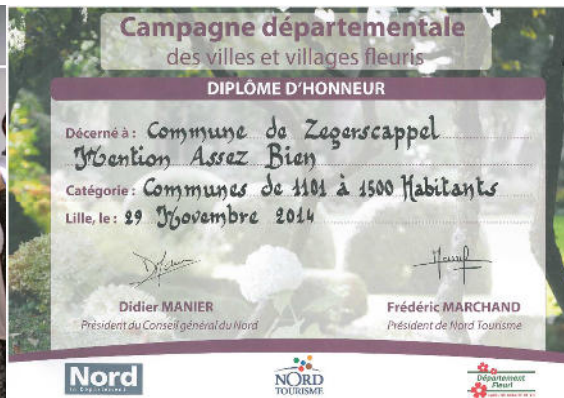 Campagne départementale
des villes et villages fleuris
DIPLÔME D'HONNEUR
Décerné à : Commune de Zegerscappel
Mention Assez Bien
Catégorie : Communes de 1101 à 1500 Habitants
Lille, le : 29 Novembre 2014
Didier MANIER
Président du Conseil général du Nord
Frédéric MARCHAND
Président de Nord Tourisme
Nord
le Département
NORD
TOURISME
Département
Fleuri